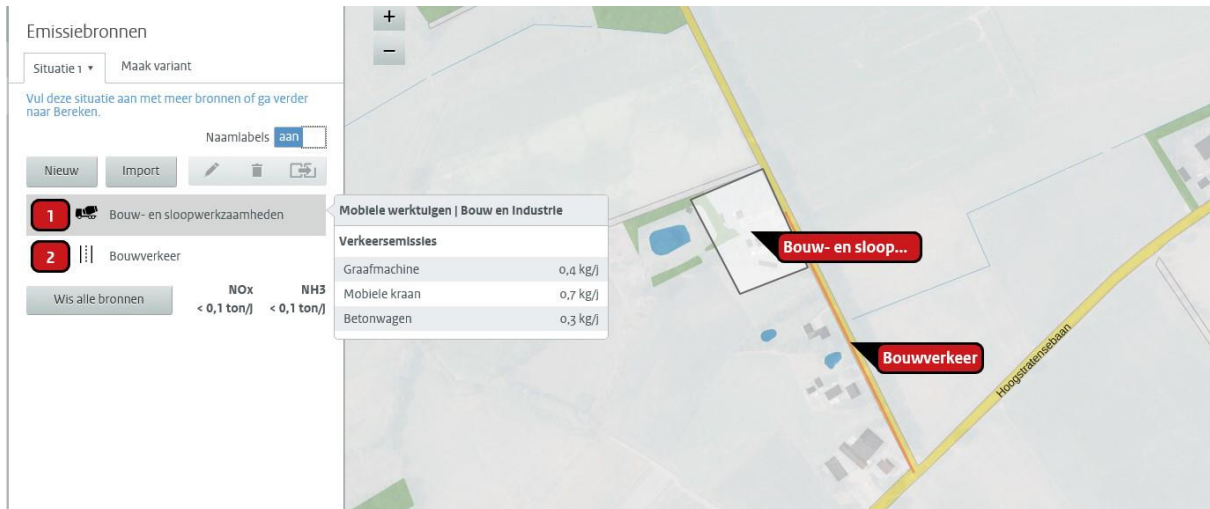 Emissiebronnen
Situatie 1 ▾ Maak variant
Vul deze situatie aan met meer bronnen of ga verder
naar Bereken.
Naamlabels aan
Nieuw Import
1 Bouw- en sloopwerkzaamheden
2 Bouwverkeer
Wis alle bronnen
NOx NH3
< 0,1 ton/j < 0,1 ton/j
Mobiele werktuigen | Bouw en Industrie
Verkeersemissies
Graafmachine 0,4 kg/j
Mobiele kraan 0,7 kg/j
Betonwagen 0,3 kg/j
+
−
Bouw- en sloop...
Bouwverkeer
Hoogstratensebaan